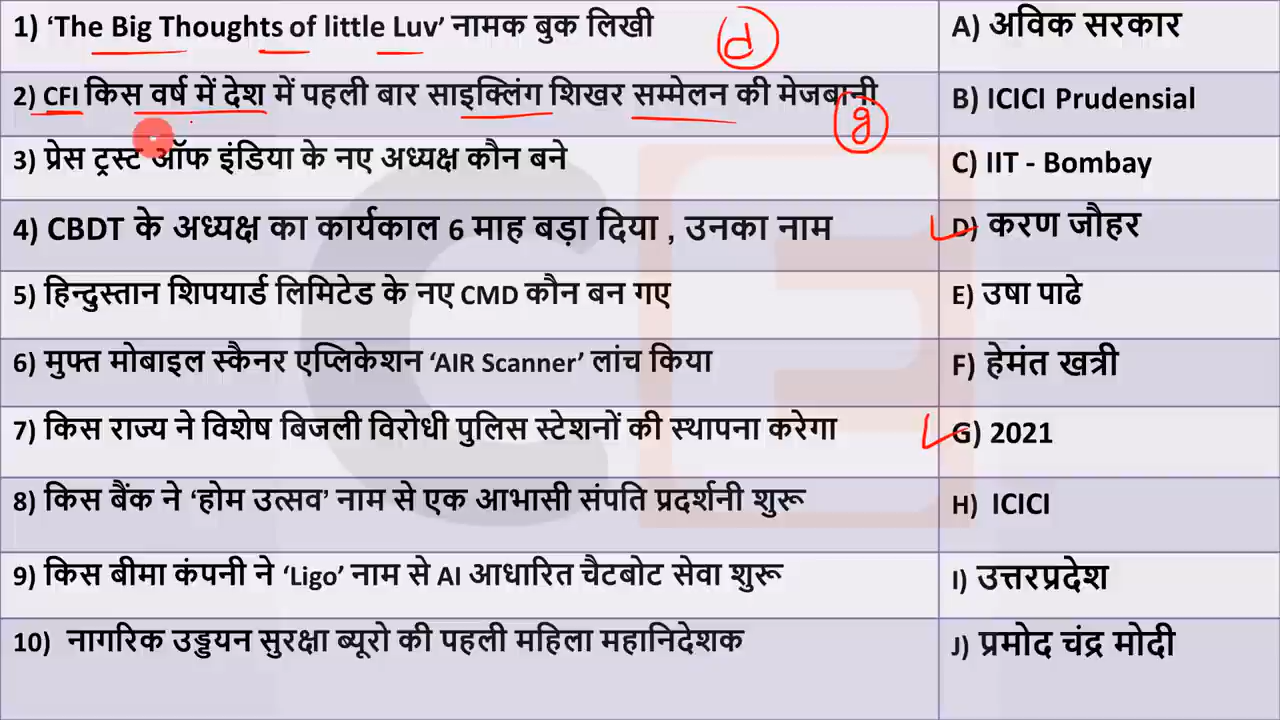 1) ‘The Big Thoughts of little Luv’ नामक बुक लिखी d A) अविक सरकार
2) CFI किस वर्ष में देश में पहली बार साइक्लिंग शिखर सम्मेलन की मेजबानी g B) ICICI Prudensial
3) प्रेस ट्रस्ट ऑफ इंडिया के नए अध्यक्ष कौन बने C) IIT - Bombay
4) CBDT के अध्यक्ष का कार्यकाल 6 माह बड़ा दिया , उनका नाम D) करण जौहर
5) हिन्दुस्तान शिपयार्ड लिमिटेड के नए CMD कौन बन गए E) उषा पाढे
6) मुफ्त मोबाइल स्कैनर एप्लिकेशन ‘AIR Scanner’ लांच किया F) हेमंत खत्री
7) किस राज्य ने विशेष बिजली विरोधी पुलिस स्टेशनों की स्थापना करेगा G) 2021
8) किस बैंक ने ‘होम उत्सव’ नाम से एक आभासी संपति प्रदर्शनी शुरू H) ICICI
9) किस बीमा कंपनी ने ‘Ligo’ नाम से AI आधारित चैटबोट सेवा शुरू I) उत्तरप्रदेश
10) नागरिक उड्डयन सुरक्षा ब्यूरो की पहली महिला महानिदेशक J) प्रमोद चंद्र मोदी